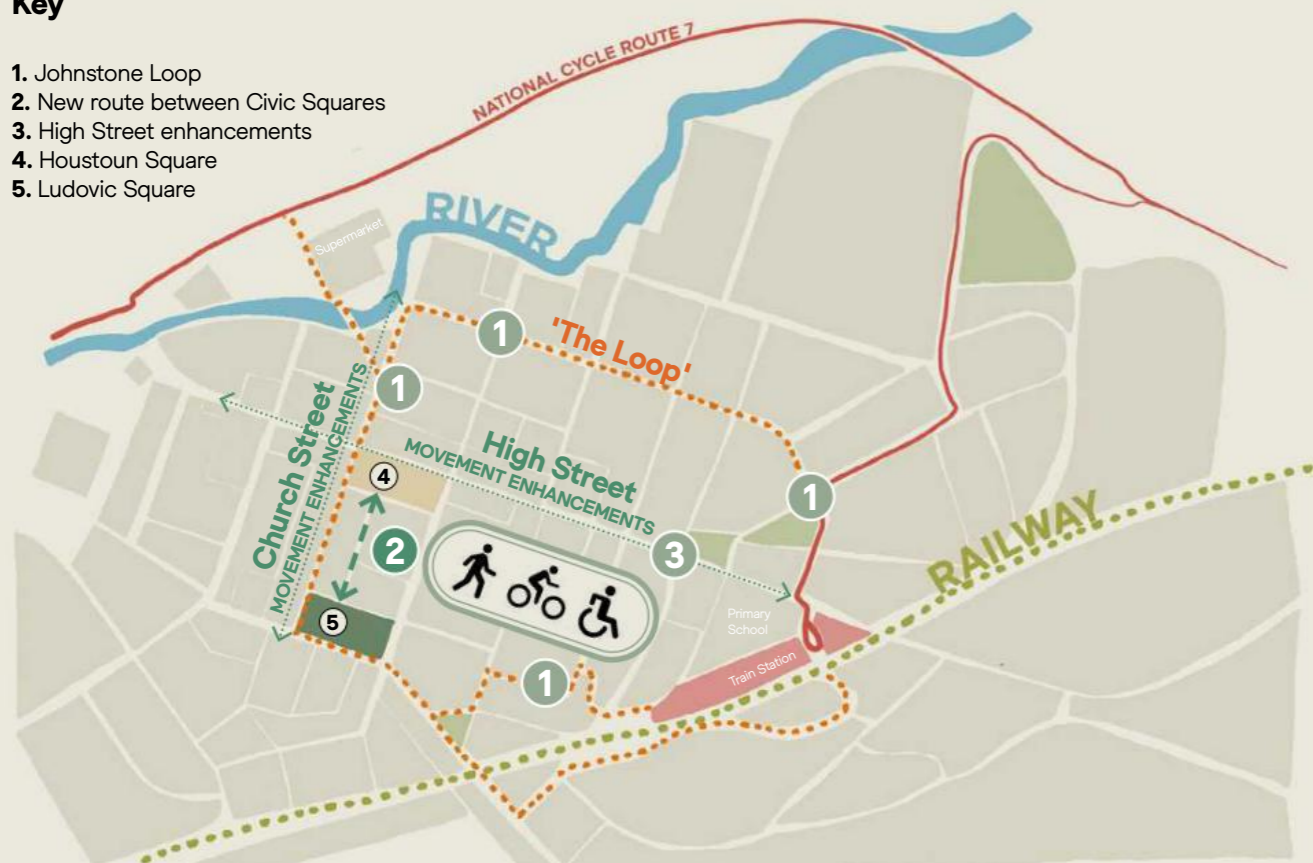 Key
1. Johnstone Loop
2. New route between Civic Squares
3. High Street enhancements
4. Houstoun Square
5. Ludovic Square
NATIONAL CYCLE ROUTE 7
Supermarket
RIVER
1
'The Loop'
1
Church Street
MOVEMENT ENHANCEMENTS
High Street
MOVEMENT ENHANCEMENTS
4
1
2
3
RAILWAY
5
Primary
School
Train Station
1